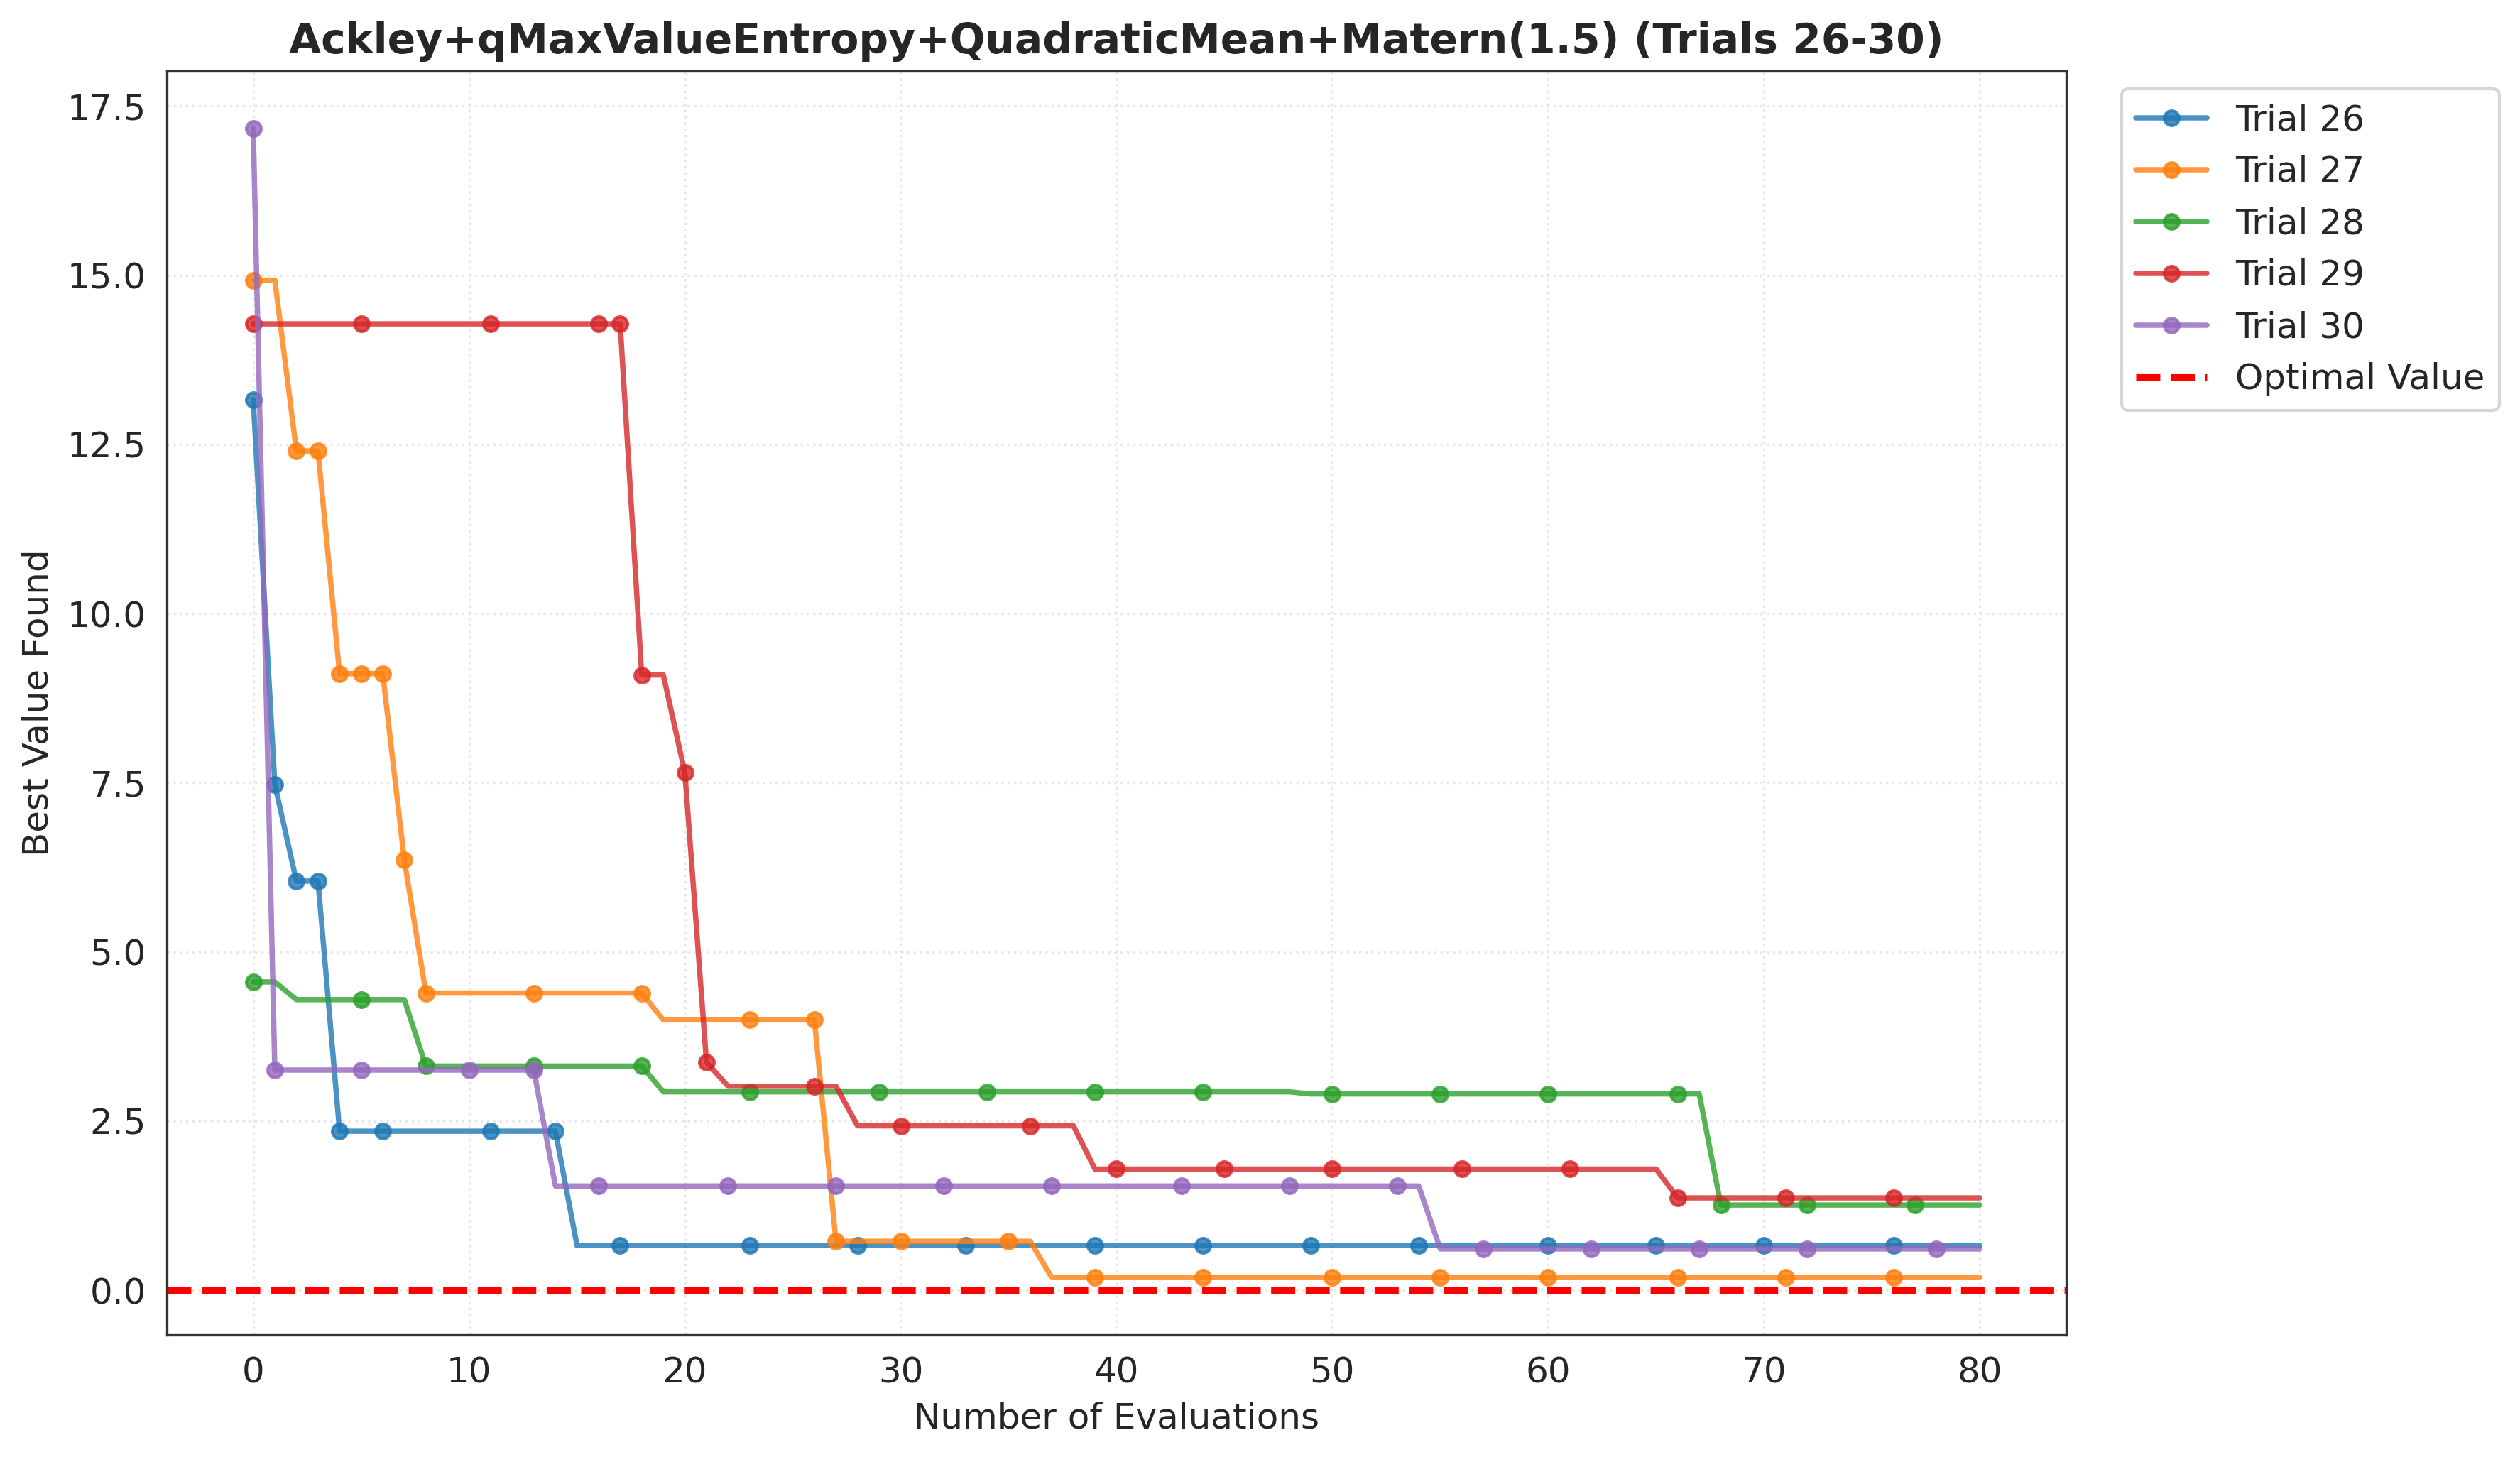 Ackley+qMaxValueEntropy+QuadraticMean+Matern(1.5) (Trials 26-30)
17.5
15.0
12.5
10.0
7.5
5.0
2.5
0.0
Best Value Found
0 10 20 30 40 50 60 70 80
Number of Evaluations
Trial 26
Trial 27
Trial 28
Trial 29
Trial 30
Optimal Value